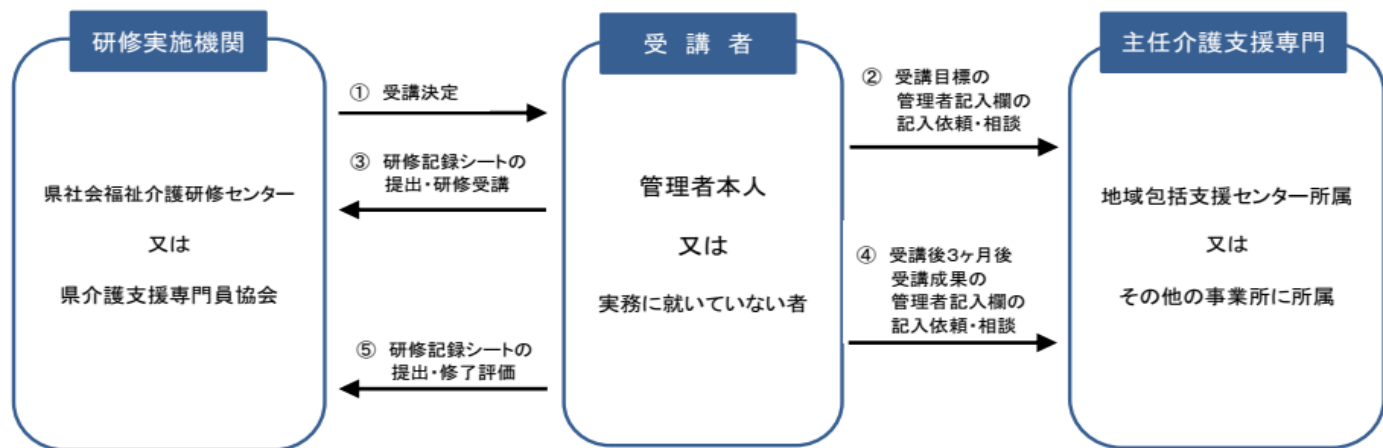 研修実施機関
県社会福祉介護研修センター
又は
県介護支援専門員協会
① 受講決定
③ 研修記録シートの
提出・研修受講
⑤ 研修記録シートの
提出・修了評価
受 講 者
管理者本人
又は
実務に就いていない者
② 受講目標の
管理者記入欄の
記入依頼・相談
④ 受講後3ヶ月後
受講成果の
管理者記入欄の
記入依頼・相談
主任介護支援専門
地域包括支援センター所属
又は
その他の事業所に所属